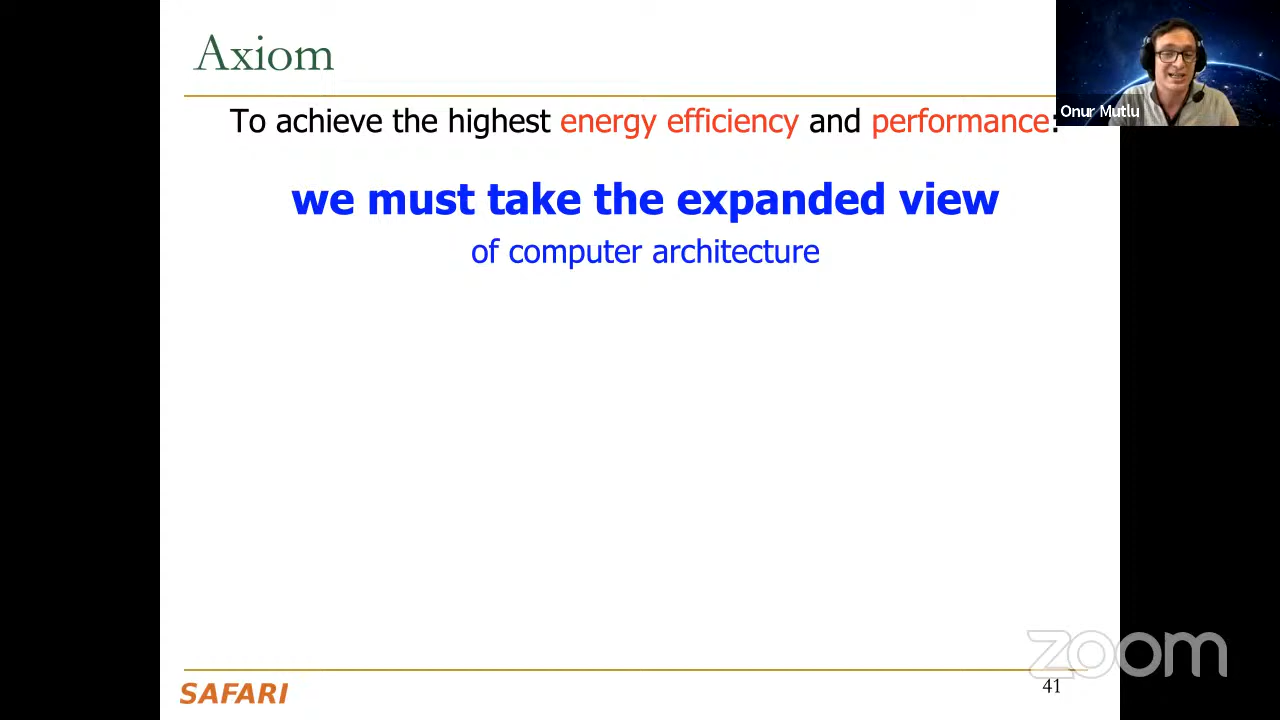 Axiom
To achieve the highest energy efficiency and performance:
we must take the expanded view
of computer architecture
Onur Mutlu
zoom
SAFARI
41